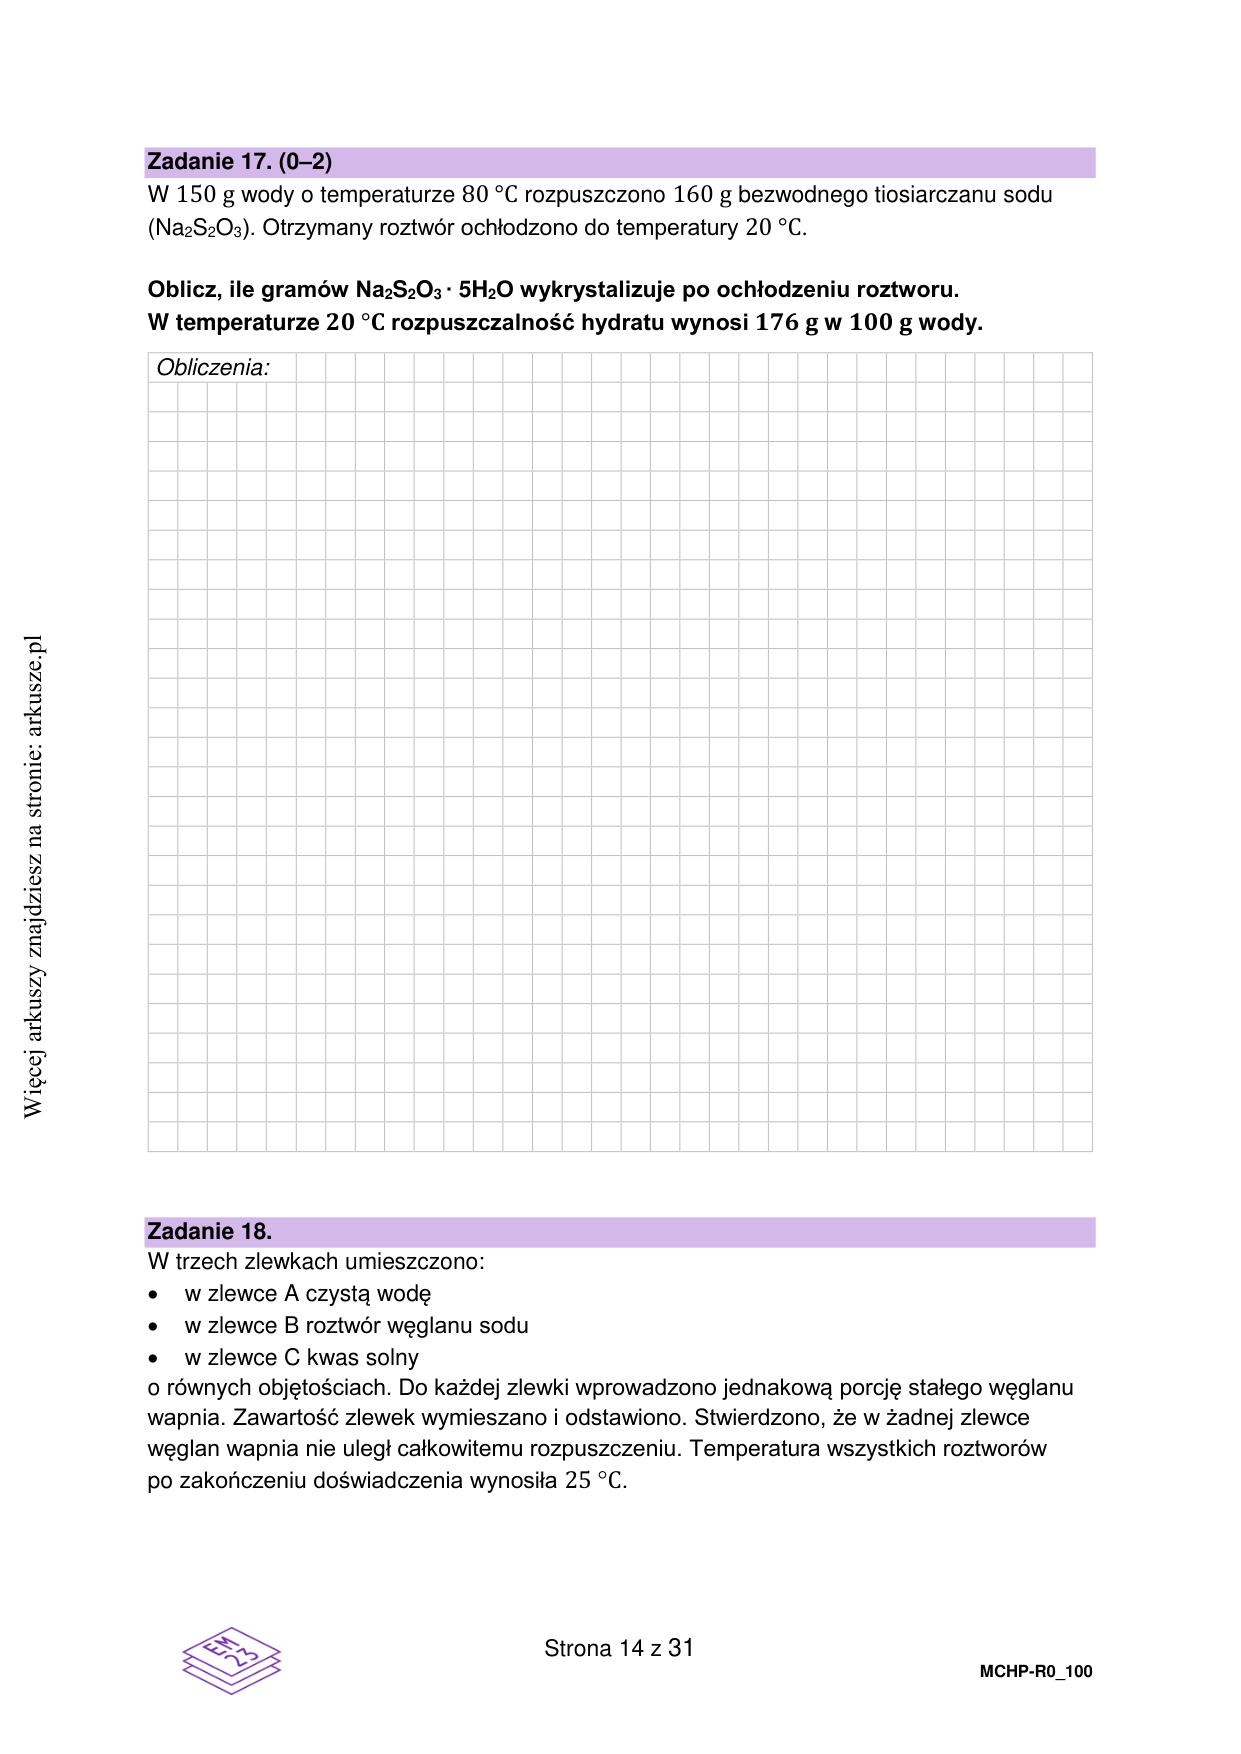 Zadanie 17. (0–2)
W 150 g wody o temperaturze 80 °C rozpuszczono 160 g bezwodnego tiosiarczanu sodu
(Na₂S₂O₃). Otrzymany roztwór ochłodzono do temperatury 20 °C.
Oblicz, ile gramów Na₂S₂O₃ · 5H₂O wykrystalizuje po ochłodzeniu roztworu.
W temperaturze 20 °C rozpuszczalność hydratu wynosi 176 g w 100 g wody.
Obliczenia:
Więcej arkuszy znajdziesz na stronie: arkusze.pl
Zadanie 18.
W trzech zlewkach umieszczono:
• w zlewce A czystą wodę
• w zlewce B roztwór węglanu sodu
• w zlewce C kwas solny
o równych objętościach. Do każdej zlewki wprowadzono jednakową porcję stałego węglanu
wapnia. Zawartość zlewek wymieszano i odstawiono. Stwierdzono, że w żadnej zlewce
węglan wapnia nie uległ całkowitemu rozpuszczeniu. Temperatura wszystkich roztworów
po zakończeniu doświadczenia wynosiła 25 °C.
EM
23
Strona 14 z 31
MCHP-R0_100